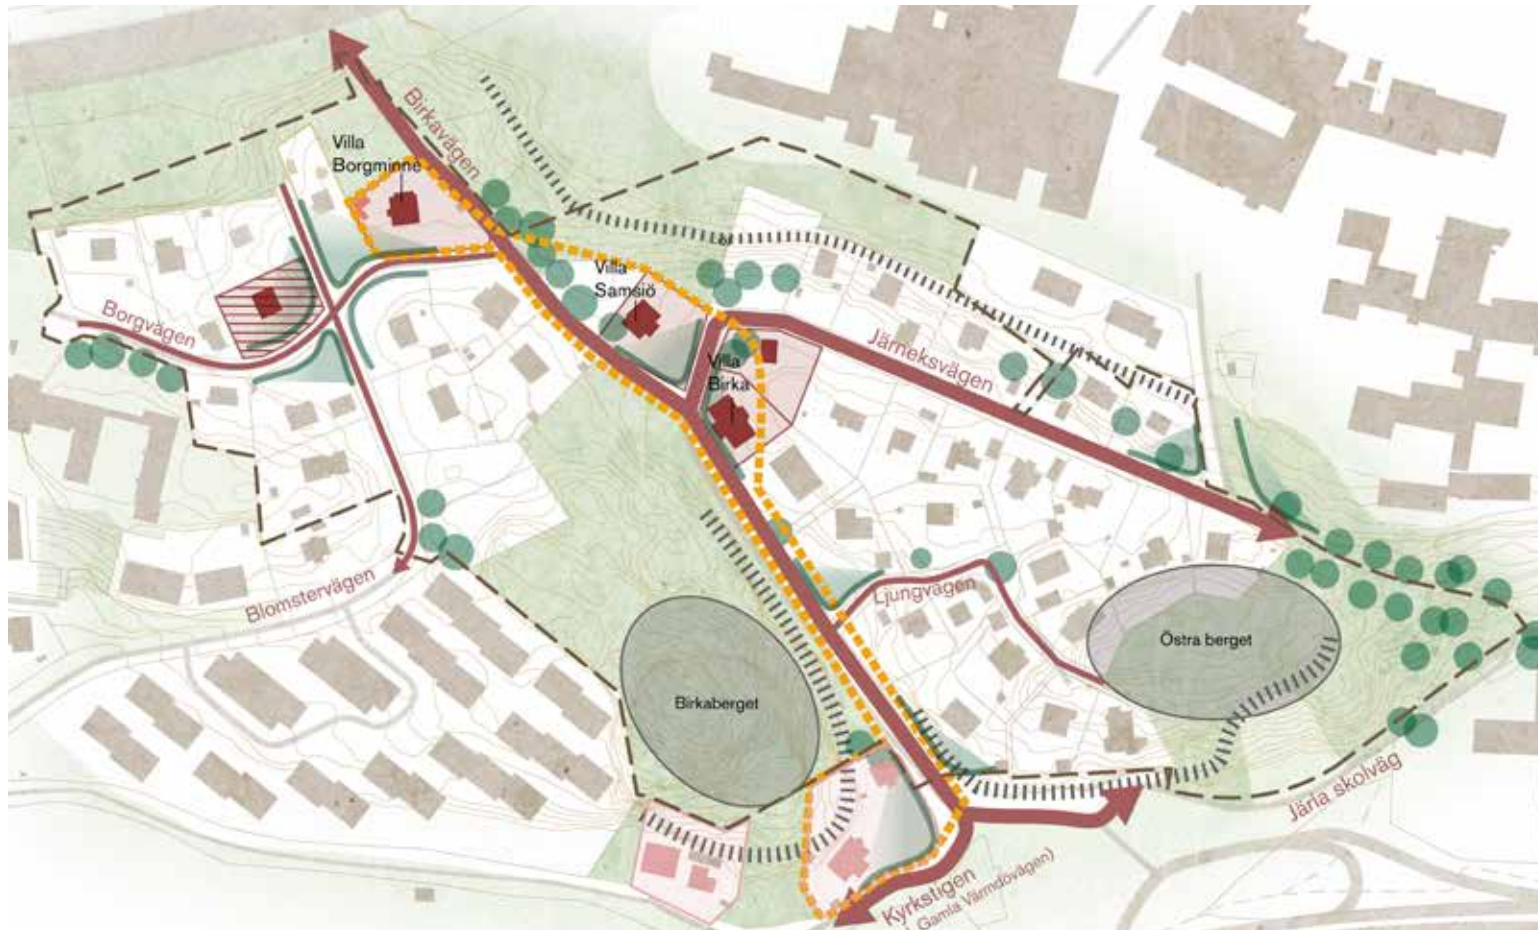 Birkavägen
Villa
Borgminne
Villa
Samsiö
Borgvägen
Järneksvägen
Villa
Birka
Blomstervägen
Ljungvägen
Östra berget
Birkaberget
Järla skolväg
Kyrkstigen
Gamla Värmdövägen)